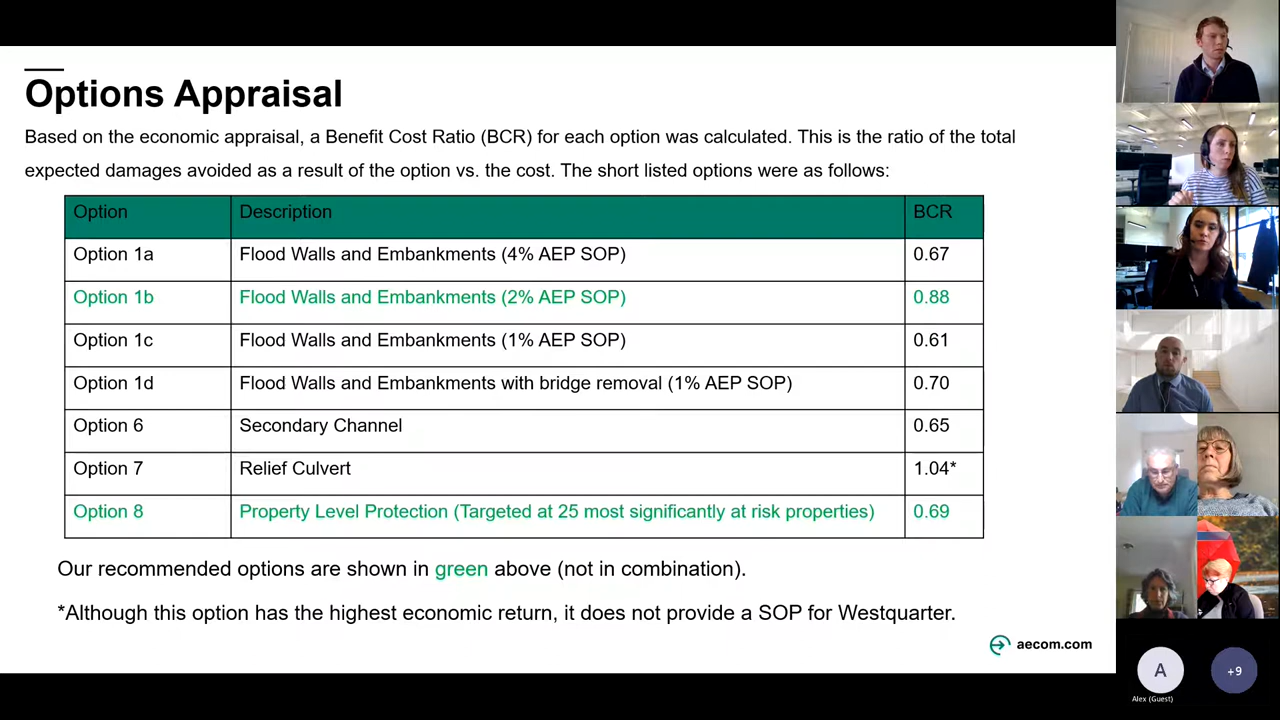 Options Appraisal
Based on the economic appraisal, a Benefit Cost Ratio (BCR) for each option was calculated. This is the ratio of the total
expected damages avoided as a result of the option vs. the cost. The short listed options were as follows:
Option Description BCR
Option 1a Flood Walls and Embankments (4% AEP SOP) 0.67
Option 1b Flood Walls and Embankments (2% AEP SOP) 0.88
Option 1c Flood Walls and Embankments (1% AEP SOP) 0.61
Option 1d Flood Walls and Embankments with bridge removal (1% AEP SOP) 0.70
Option 6 Secondary Channel 0.65
Option 7 Relief Culvert 1.04*
Option 8 Property Level Protection (Targeted at 25 most significantly at risk properties) 0.69
Our recommended options are shown in green above (not in combination).
*Although this option has the highest economic return, it does not provide a SOP for Westquarter.
aecom.com
A
+9
Alex (Guest)